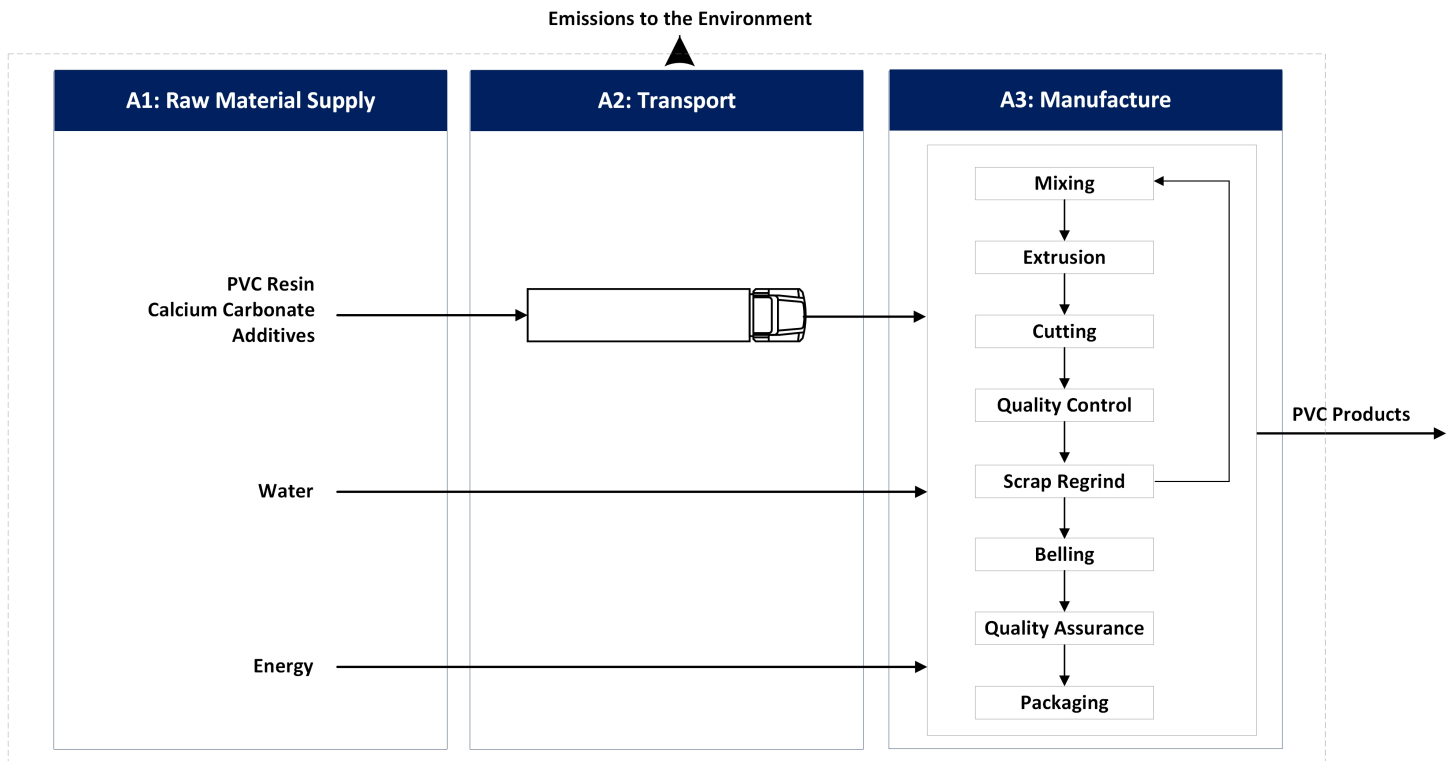 Emissions to the Environment
A1: Raw Material Supply
A2: Transport
A3: Manufacture
PVC Resin
Calcium Carbonate
Additives
Water
Energy
Mixing
Extrusion
Cutting
Quality Control
Scrap Regrind
Belling
Quality Assurance
Packaging
PVC Products